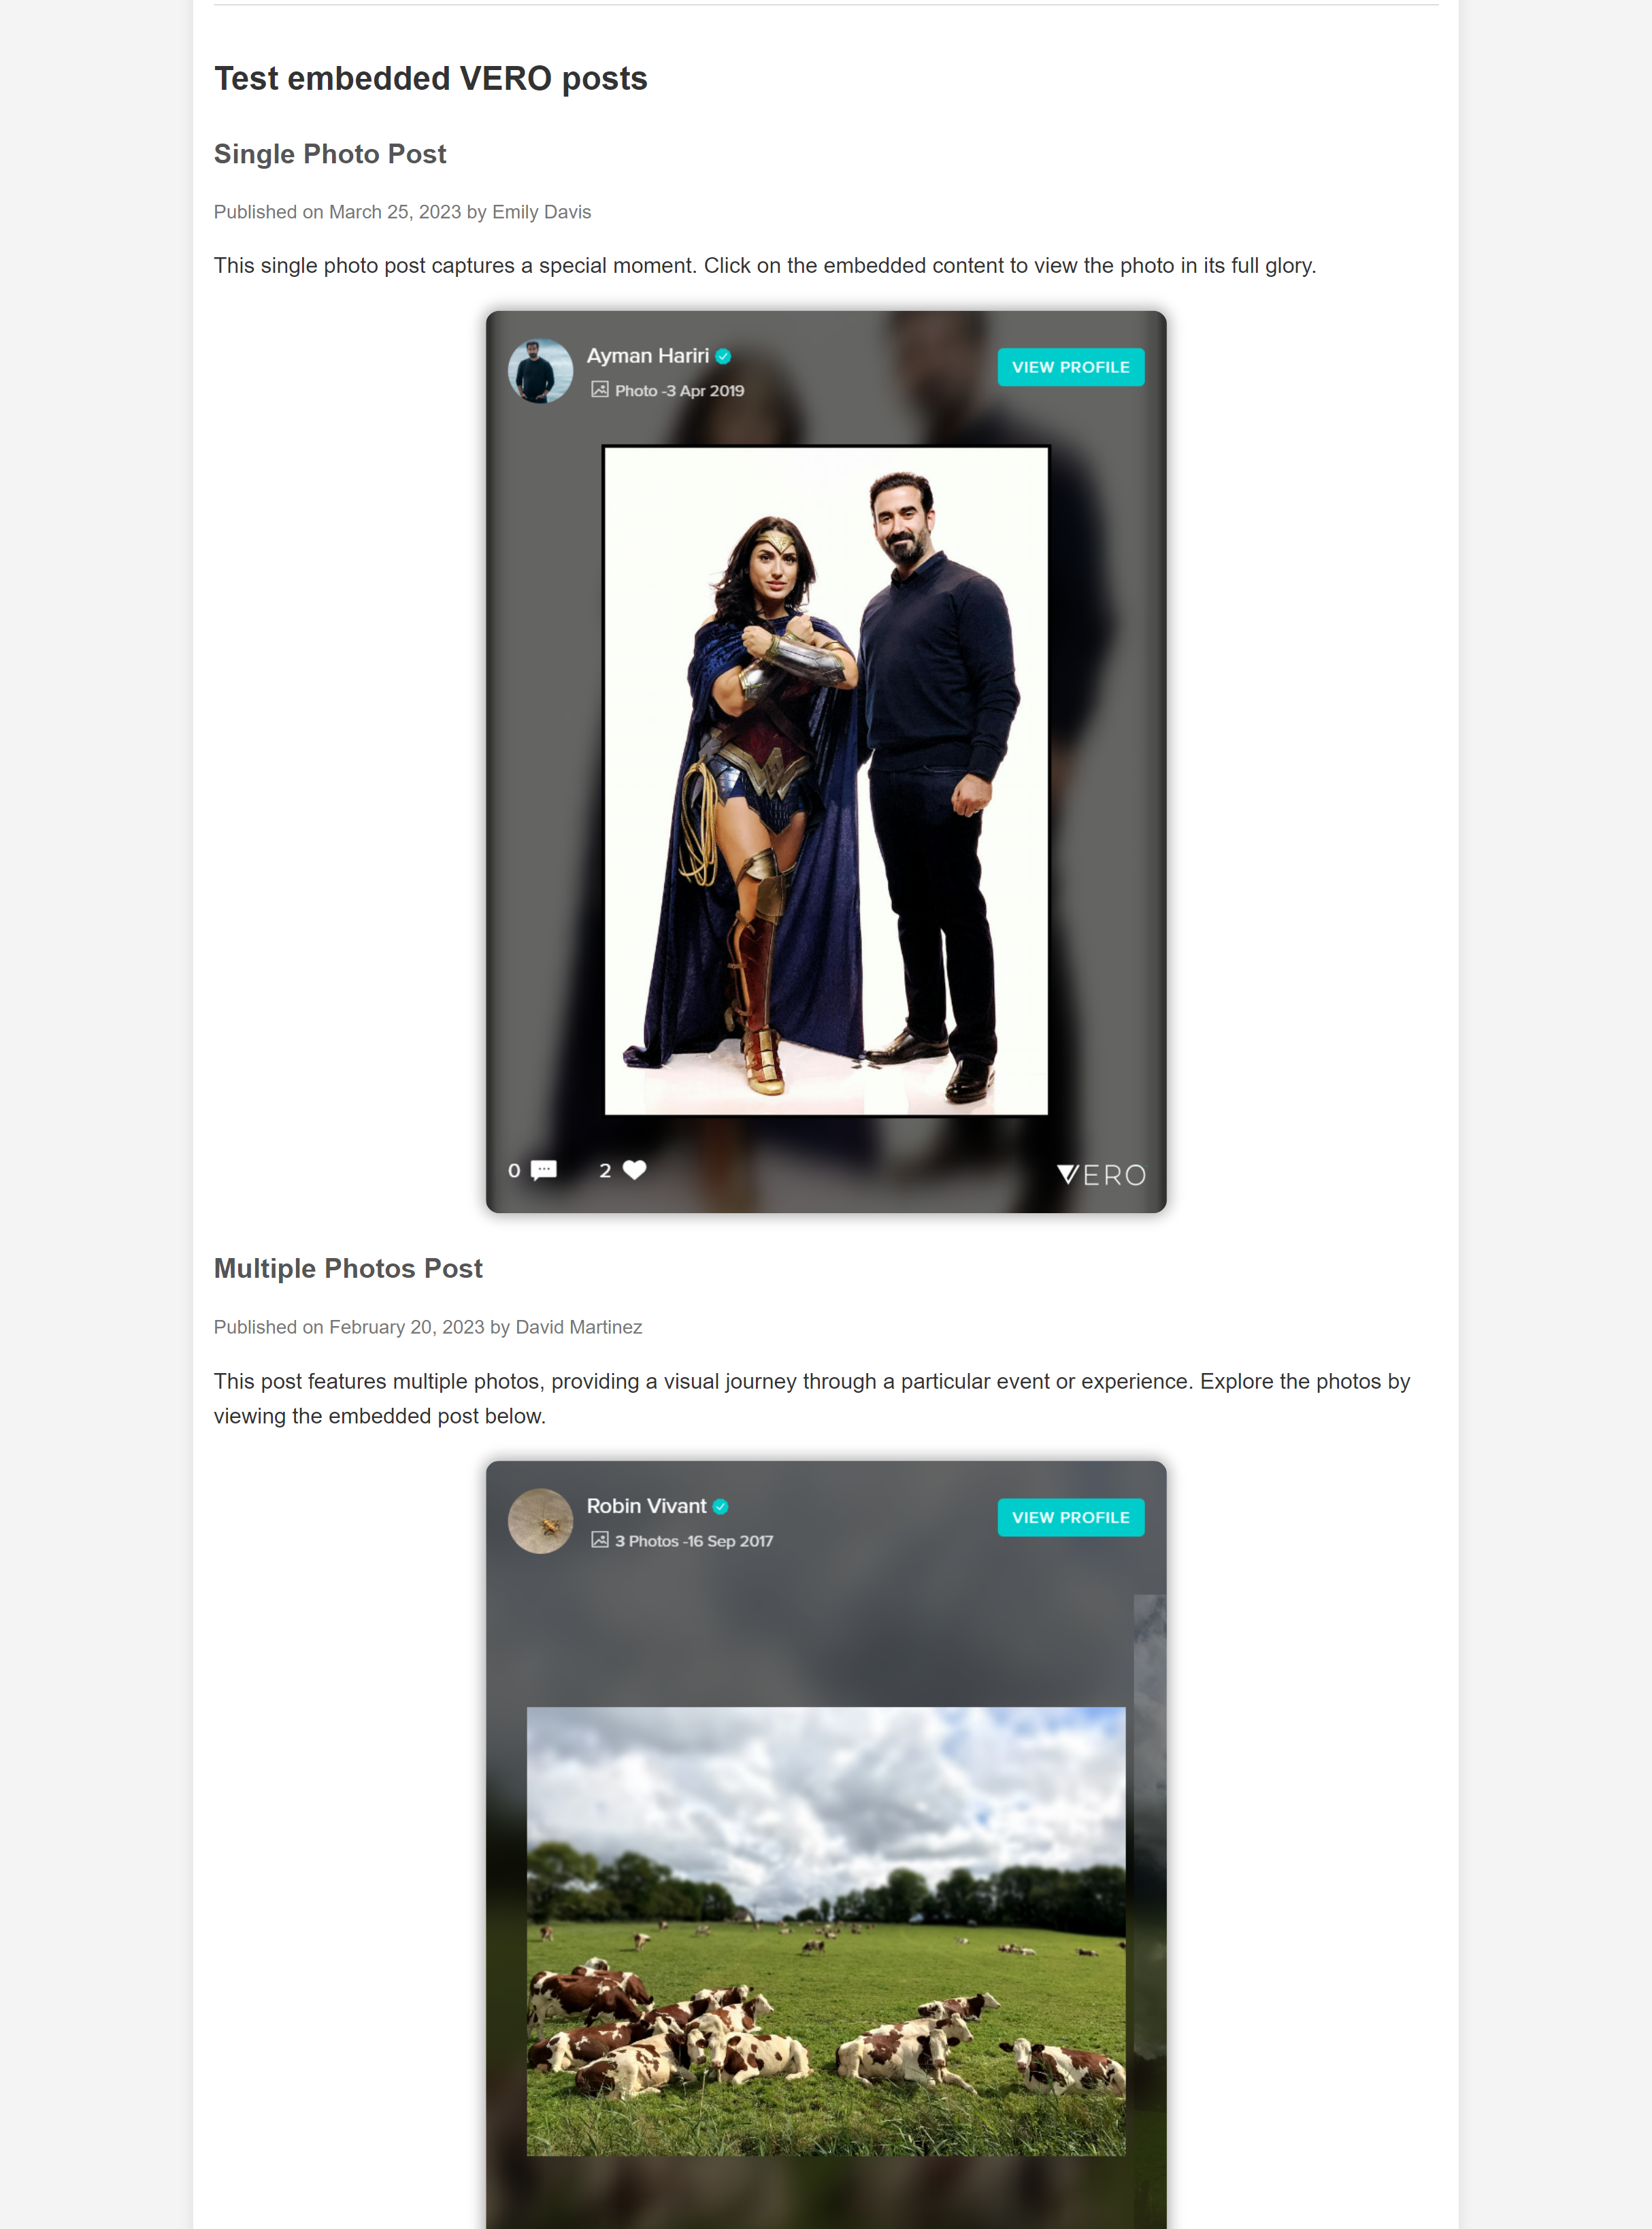 Test embedded VERO posts
Single Photo Post
Published on March 25, 2023 by Emily Davis
This single photo post captures a special moment. Click on the embedded content to view the photo in its full glory.
Ayman Hariri
VIEW PROFILE
Photo -3 Apr 2019
0
2
VERO
Multiple Photos Post
Published on February 20, 2023 by David Martinez
This post features multiple photos, providing a visual journey through a particular event or experience. Explore the photos by
viewing the embedded post below.
Robin Vivant
VIEW PROFILE
3 Photos -16 Sep 2017